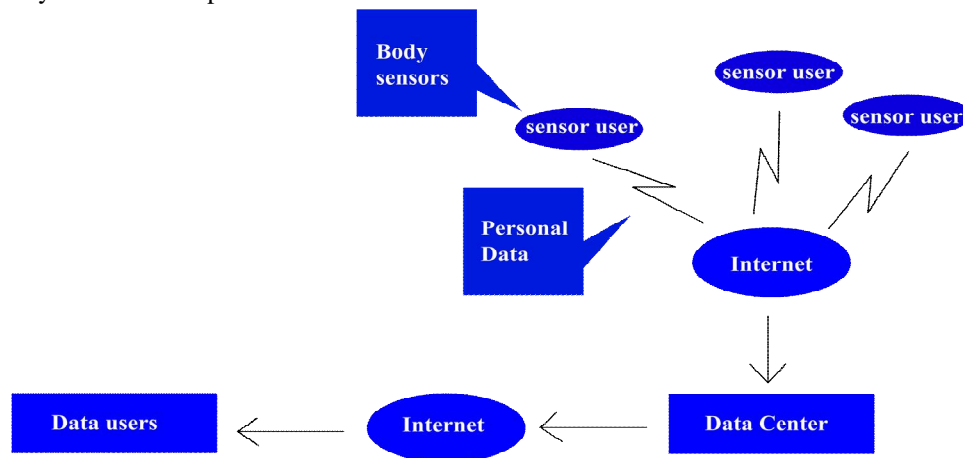 Body
sensors
sensor user
sensor user
sensor user
Personal
Data
Internet
Data users
Internet
Data Center